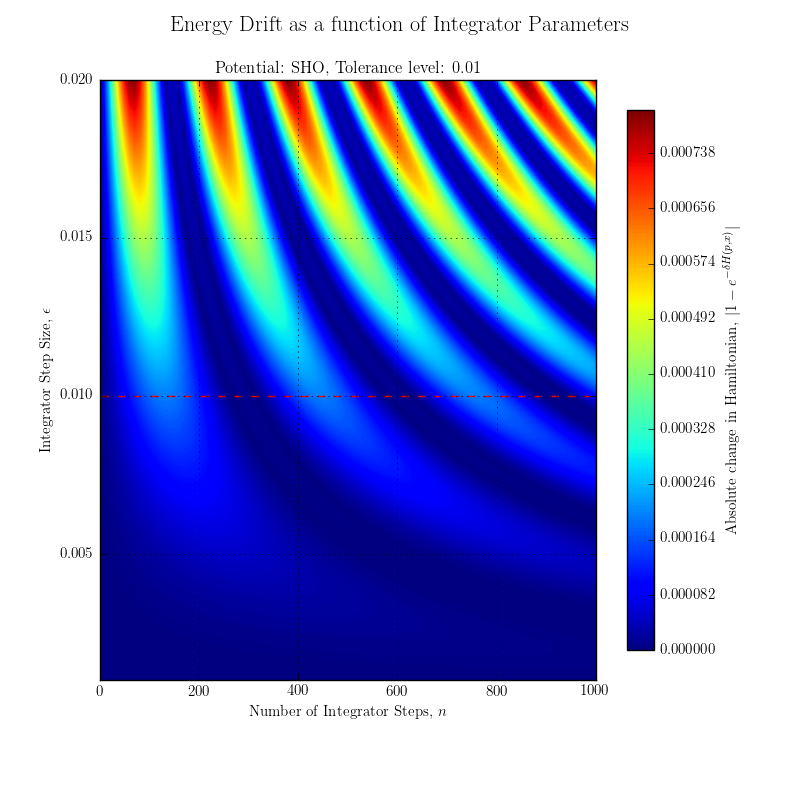 Energy Drift as a function of Integrator Parameters
Potential: SHO, Tolerance level: 0.01
0.020
0.015
0.010
0.005
Integrator Step Size, ϵ
0 200 400 600 800 1000
Number of Integrator Steps, n
0.000738
0.000656
0.000574
0.000492
0.000410
0.000328
0.000246
0.000164
0.000082
0.000000
Absolute change in Hamiltonian, |1 − e^{−δH(p,x)}|